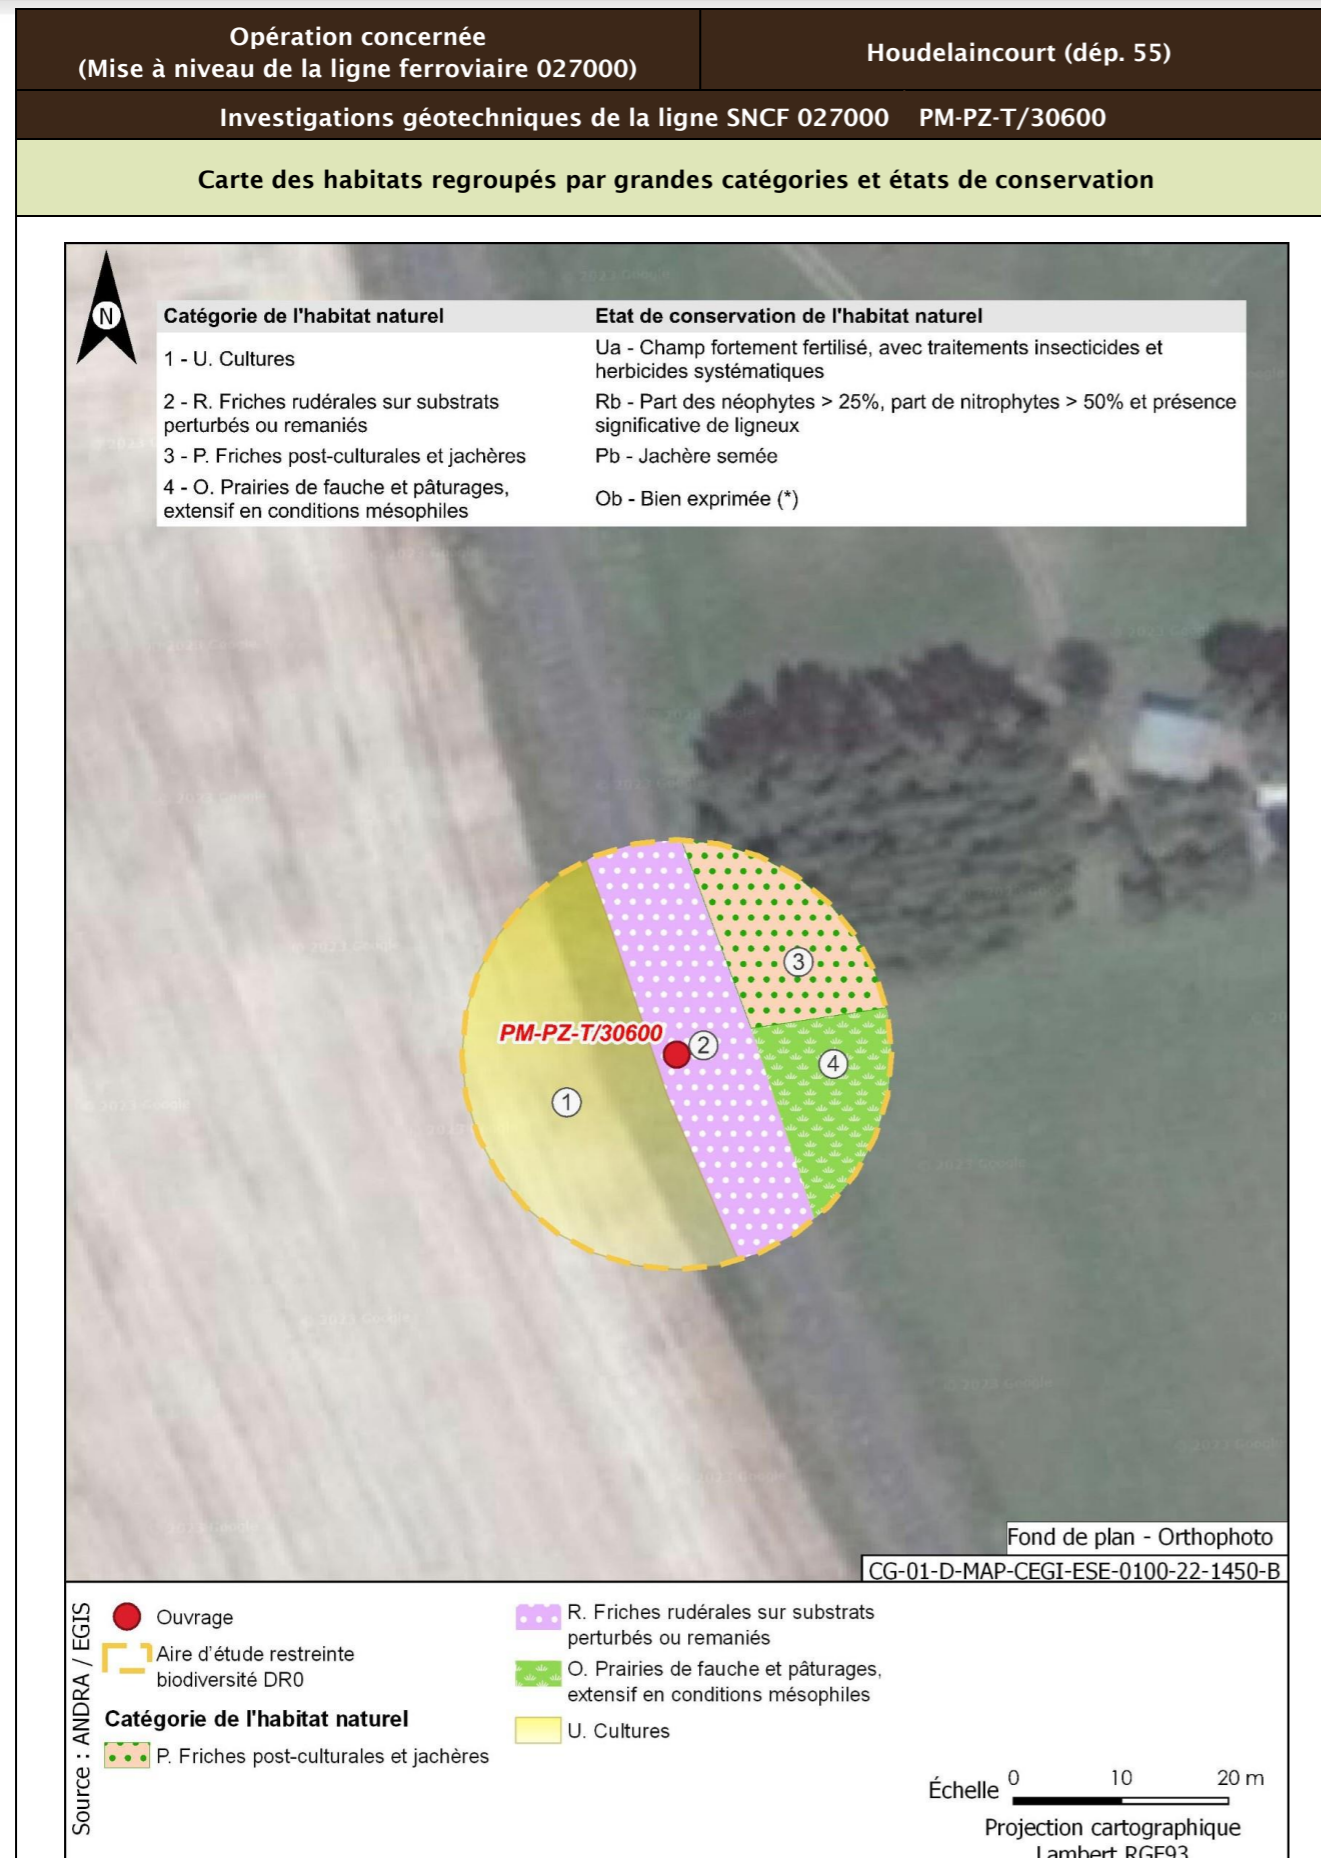 Opération concernée
(Mise à niveau de la ligne ferroviaire 027000)
Houdelaincourt (dép. 55)
Investigations géotechniques de la ligne SNCF 027000 PM-PZ-T/30600
Carte des habitats regroupés par grandes catégories et états de conservation
N
Catégorie de l'habitat naturel
Etat de conservation de l'habitat naturel
1 - U. Cultures
Ua - Champ fortement fertilisé, avec traitements insecticides et
herbicides systématiques
2 - R. Friches rudérales sur substrats
perturbés ou remaniés
Rb - Part des néophytes > 25%, part de nitrophytes > 50% et présence
significative de ligneux
3 - P. Friches post-culturales et jachères
Pb - Jachère semée
4 - O. Prairies de fauche et pâturages,
extensif en conditions mésophiles
Ob - Bien exprimée (*)
3
PM-PZ-T/30600
2
4
1
Fond de plan - Orthophoto
CG-01-D-MAP-CEGI-ESE-0100-22-1450-B
Source : ANDRA / EGIS
Ouvrage
Aire d'étude restreinte
biodiversité DR0
Catégorie de l'habitat naturel
P. Friches post-culturales et jachères
R. Friches rudérales sur substrats
perturbés ou remaniés
O. Prairies de fauche et pâturages,
extensif en conditions mésophiles
U. Cultures
Échelle 0 10 20 m
Projection cartographique
Lambert RGF93